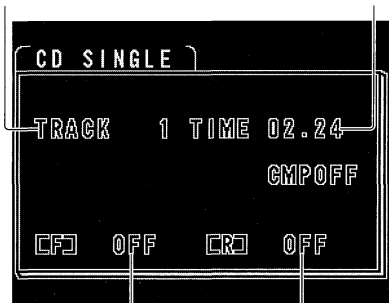 CD SINGLE
TRACK 1 TIME 02.24
CMPOFF
[F] OFF [R] OFF